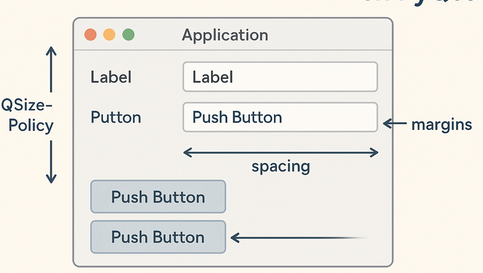 Application
Label Label
QSize-
Policy
Putton Push Button
margins
spacing
Push Button
Push Button